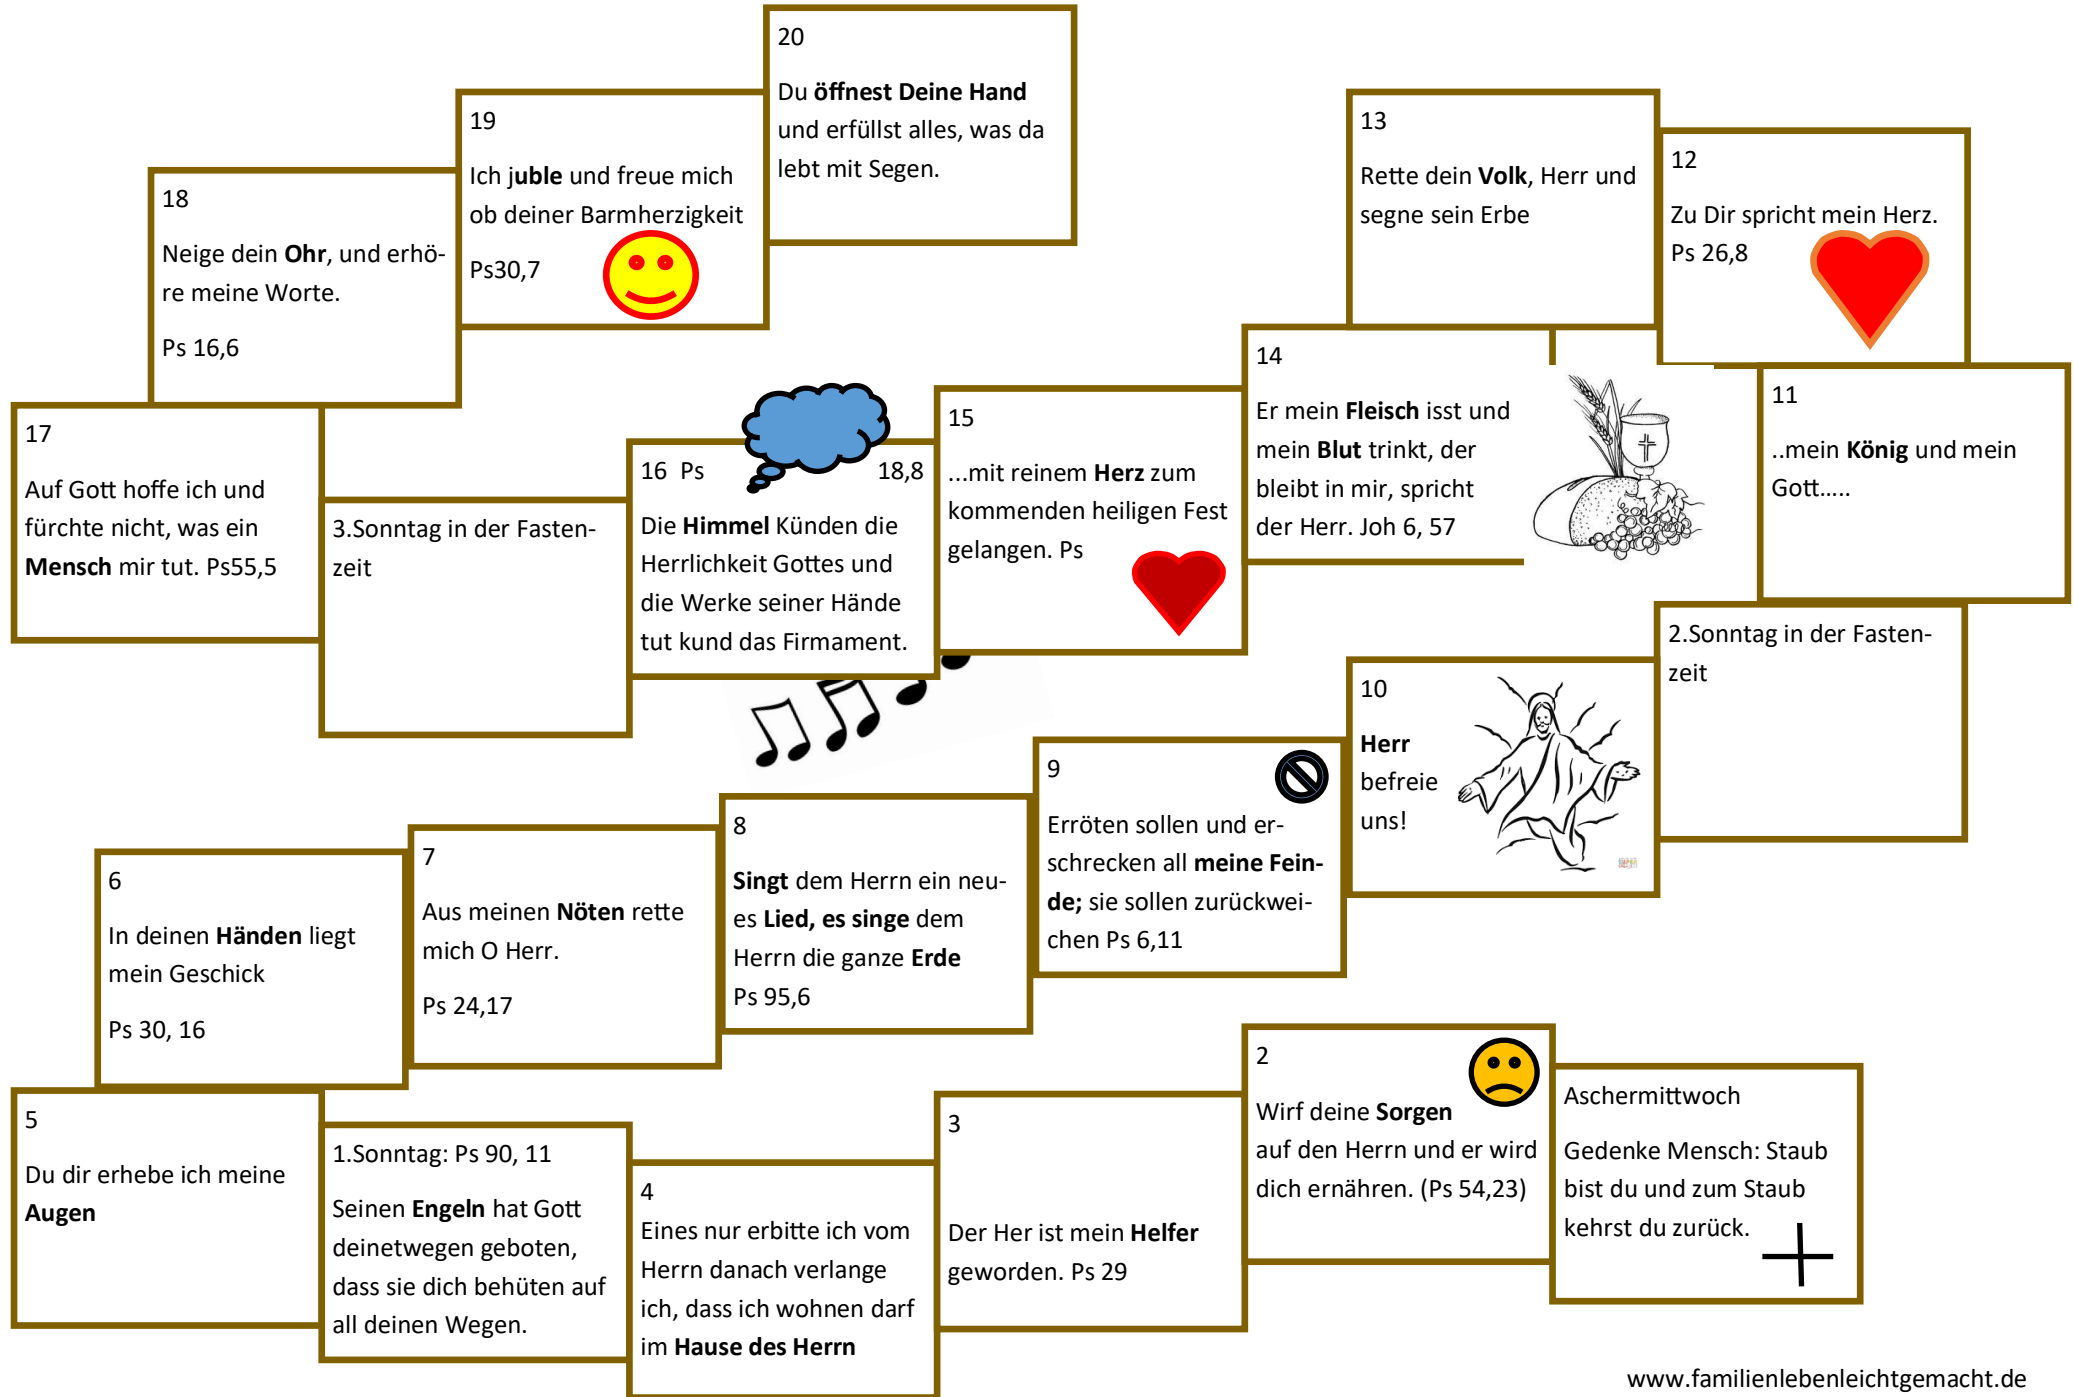 20
Du öffnest Deine Hand
und erfüllst alles, was da
lebt mit Segen.
19
Ich juble und freue mich
ob deiner Barmherzigkeit
Ps30,7
18
Neige dein Ohr, und erhö-
re meine Worte.
Ps 16,6
17
Auf Gott hoffe ich und
fürchte nicht, was ein
Mensch mir tut. Ps55,5
3.Sonntag in der Fasten-
zeit
16 Ps 18,8
Die Himmel Künden die
Herrlichkeit Gottes und
die Werke seiner Hände
tut kund das Firmament.
15
...mit reinem Herz zum
kommenden heiligen Fest
gelangen. Ps
14
Er mein Fleisch isst und
mein Blut trinkt, der
bleibt in mir, spricht
der Herr. Joh 6, 57
13
Rette dein Volk, Herr und
segne sein Erbe
12
Zu Dir spricht mein Herz.
Ps 26,8
11
..mein König und mein
Gott.....
2.Sonntag in der Fasten-
zeit
10
Herr
befreie
uns!
9
Erröten sollen und er-
schrecken all meine Fein-
de; sie sollen zurückwei-
chen Ps 6,11
8
Singt dem Herrn ein neu-
es Lied, es singe dem
Herrn die ganze Erde
Ps 95,6
7
Aus meinen Nöten rette
mich O Herr.
Ps 24,17
6
In deinen Händen liegt
mein Geschick
Ps 30, 16
5
Du dir erhebe ich meine
Augen
1.Sonntag: Ps 90, 11
Seinen Engeln hat Gott
deinetwegen geboten,
dass sie dich behüten auf
all deinen Wegen.
4
Eines nur erbitte ich vom
Herrn danach verlange
ich, dass ich wohnen darf
im Hause des Herrn
3
Der Her ist mein Helfer
geworden. Ps 29
2
Wirf deine Sorgen
auf den Herrn und er wird
dich ernähren. (Ps 54,23)
Aschermittwoch
Gedenke Mensch: Staub
bist du und zum Staub
kehrst du zurück.
www.familienlebenleichtgemacht.de